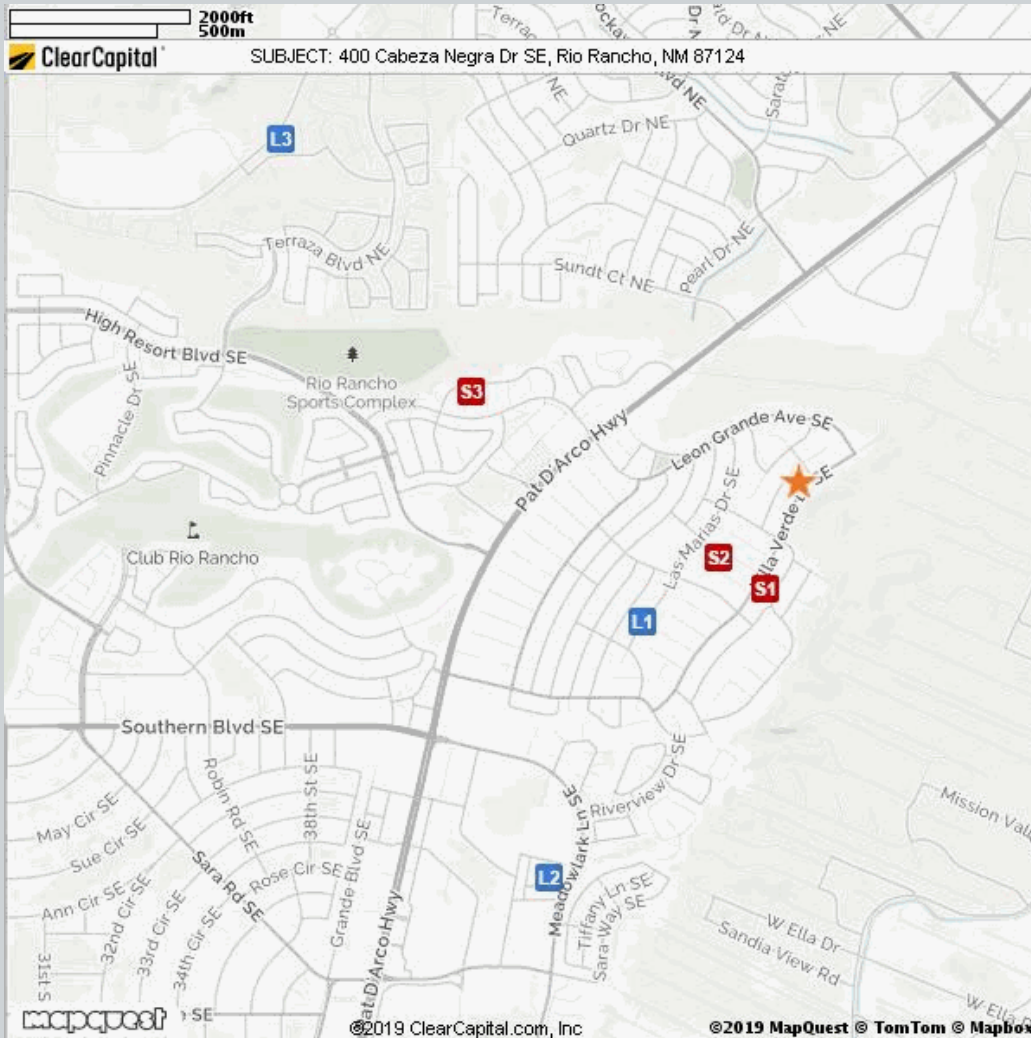 2000ft
500m
ClearCapital
SUBJECT: 400 Cabeza Negra Dr SE, Rio Rancho, NM 87124
L3
Quartz Dr NE
Terraza Blvd NE
Sundt Ct NE
Pearl Dr NE
High Resort Blvd SE
Rio Rancho
Sports Complex
S3
Pinnacle Dr SE
Pat D'Arco Hwy
Leon Grande Ave SE
Las Marias Dr SE
Club Rio Rancho
S2
S1
L1
Southern Blvd SE
Robin Rd SE
38th St SE
Riverview Dr SE
May Cir SE
Sue Cir SE
Sara Rd SE
Rose Cir SE
Grande Blvd SE
Meadowlark Ln SE
L2
Ann Cir SE
32nd Cir SE
33rd Cir SE
34th Cir SE
Pat D'Arco Hwy
Tiffany Ln SE
Sara Way SE
W Ella Dr
Sandia View Rd
mapquest
©2019 ClearCapital.com, Inc
©2019 MapQuest © TomTom © Mapbox